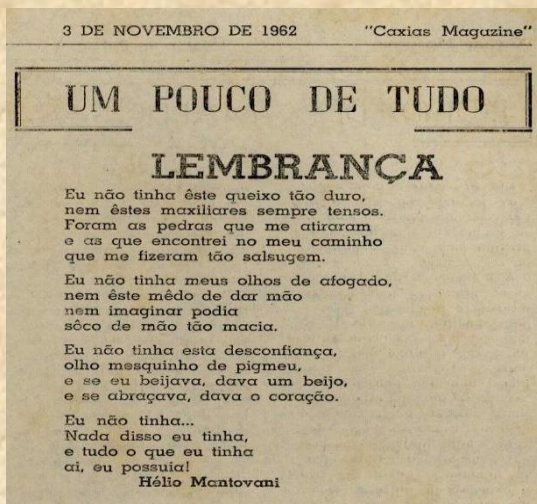 3 DE NOVEMBRO DE 1962 "Caxias Magazine"
UM POUCO DE TUDO
LEMBRANÇA
Eu não tinha êste queixo tão duro,
nem êstes maxiliares sempre tensos.
Foram as pedras que me atiraram
e as que encontrei no meu caminho
que me fizeram tão salsugem.
Eu não tinha meus olhos de afogado,
nem êste mêdo de dar mão
nem imaginar podia
sôco de mão tão macia.
Eu não tinha esta desconfiança,
olho mesquinho de pigmeu,
e se eu beijava, dava um beijo,
e se abraçava, dava o coração.
Eu não tinha...
Nada disso eu tinha,
e tudo o que eu tinha
ai, eu possuia!
Hélio Mantovani